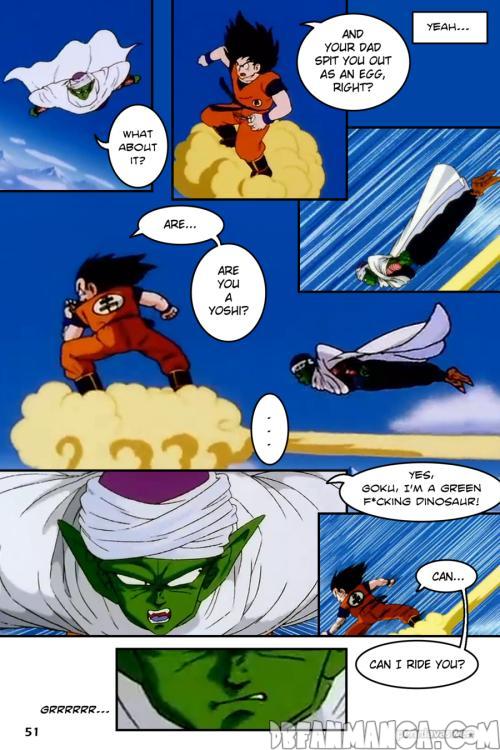 WHAT
ABOUT
IT?
AND
YOUR DAD
SPIT YOU OUT
AS AN EGG,
RIGHT?
YEAH...
ARE...
ARE
YOU
A
YOSHI?
. . .
YES,
GOKU, I'M A GREEN
F*CKING DINOSAUR!
CAN...
CAN I RIDE YOU?
GRRRRRR...
51
DBFANMANGA.COM